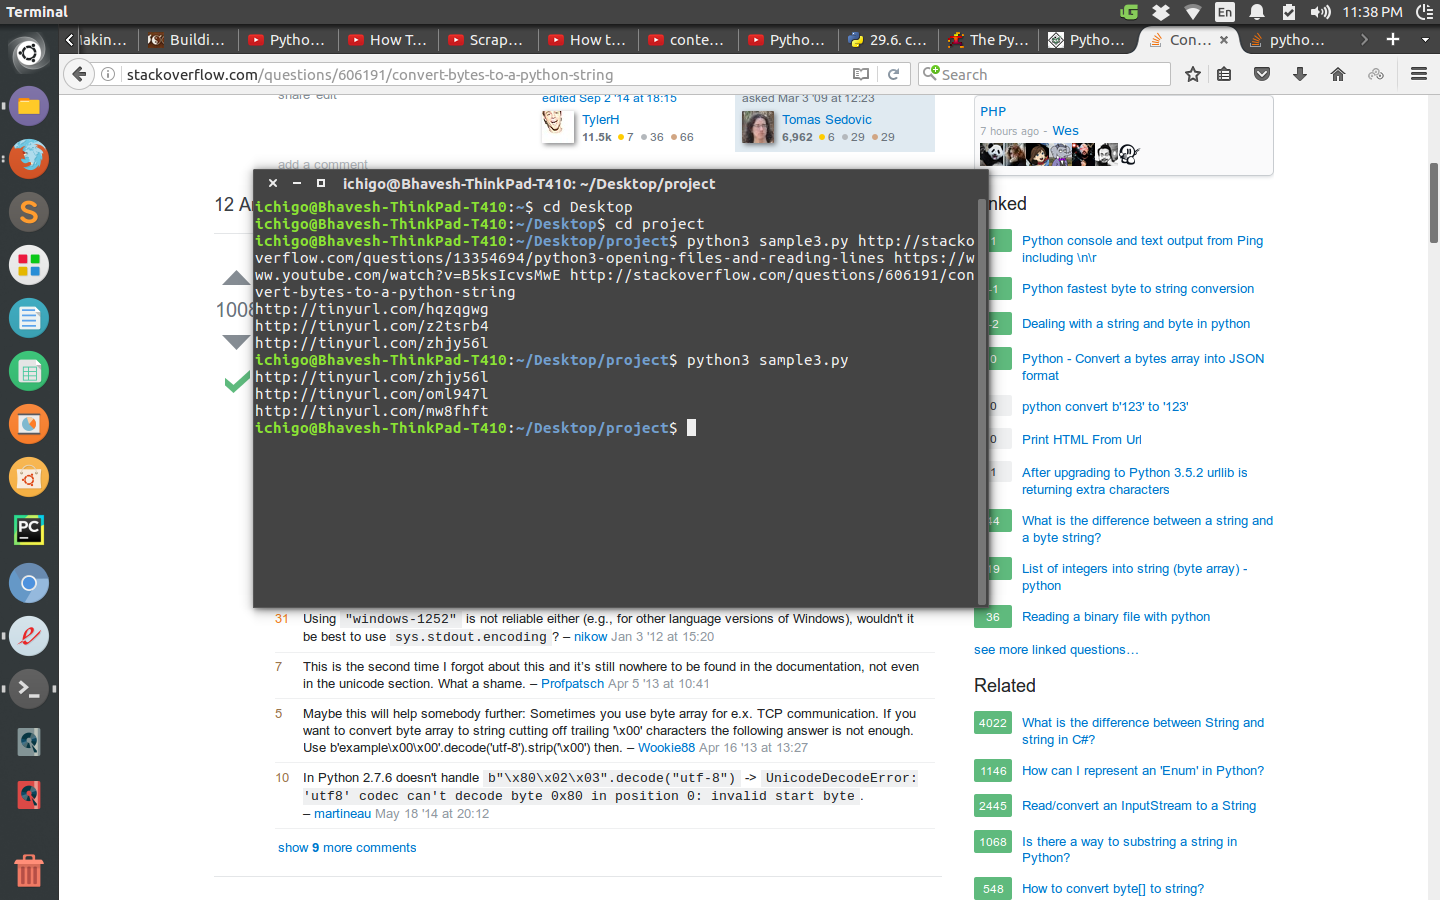 Terminal
En
11:38 PM
Buildi...
Pytho...
How T...
Scrap...
How t...
conte...
Pytho...
29.6. c...
The Py...
Pytho...
Con...
pytho...
stackoverflow.com/questions/606191/convert-bytes-to-a-python-string
Search
share edit
edited Sep 2 '14 at 18:15
TylerH
11.5k 7 36 66
asked Mar 3 '09 at 12:23
Tomas Sedovic
6,962 6 29 29
add a comment
PHP
7 hours ago - Wes
12 A
1008
ichigo@Bhavesh-ThinkPad-T410: ~/Desktop/project
ichigo@Bhavesh-ThinkPad-T410:~$ cd Desktop
ichigo@Bhavesh-ThinkPad-T410:~/Desktop$ cd project
ichigo@Bhavesh-ThinkPad-T410:~/Desktop/project$ python3 sample3.py http://stacko
verflow.com/questions/13354694/python3-opening-files-and-reading-lines https://w
ww.youtube.com/watch?v=B5ksIcvsMwE http://stackoverflow.com/questions/606191/con
vert-bytes-to-a-python-string
http://tinyurl.com/hqzqgwg
http://tinyurl.com/z2tsrb4
http://tinyurl.com/zhjy56l
ichigo@Bhavesh-ThinkPad-T410:~/Desktop/project$ python3 sample3.py
http://tinyurl.com/zhjy56l
http://tinyurl.com/oml947l
http://tinyurl.com/mw8fhft
ichigo@Bhavesh-ThinkPad-T410:~/Desktop/project$
31 Using "windows-1252" is not reliable either (e.g., for other language versions of Windows), wouldn't it
be best to use sys.stdout.encoding ? – nikow Jan 3 '12 at 15:20
7 This is the second time I forgot about this and it's still nowhere to be found in the documentation, not even
in the unicode section. What a shame. – Profpatsch Apr 5 '13 at 10:41
5 Maybe this will help somebody further: Sometimes you use byte array for e.x. TCP communication. If you
want to convert byte array to string cutting off trailing '\x00' characters the following answer is not enough.
Use b'example\x00\x00'.decode('utf-8').strip('\x00') then. – Wookie88 Apr 16 '13 at 13:27
10 In Python 2.7.6 doesn't handle b"\x80\x02\x03".decode("utf-8") -> UnicodeDecodeError:
'utf8' codec can't decode byte 0x80 in position 0: invalid start byte .
– martineau May 18 '14 at 20:12
show 9 more comments
nked
1 Python console and text output from Ping
including \n\r
-1 Python fastest byte to string conversion
-2 Dealing with a string and byte in python
0 Python - Convert a bytes array into JSON
format
0 python convert b'123' to '123'
0 Print HTML From Url
1 After upgrading to Python 3.5.2 urllib is
returning extra characters
44 What is the difference between a string and
a byte string?
19 List of integers into string (byte array) -
python
36 Reading a binary file with python
see more linked questions…
Related
4022 What is the difference between String and
string in C#?
1146 How can I represent an 'Enum' in Python?
2445 Read/convert an InputStream to a String
1068 Is there a way to substring a string in
Python?
548 How to convert byte[] to string?